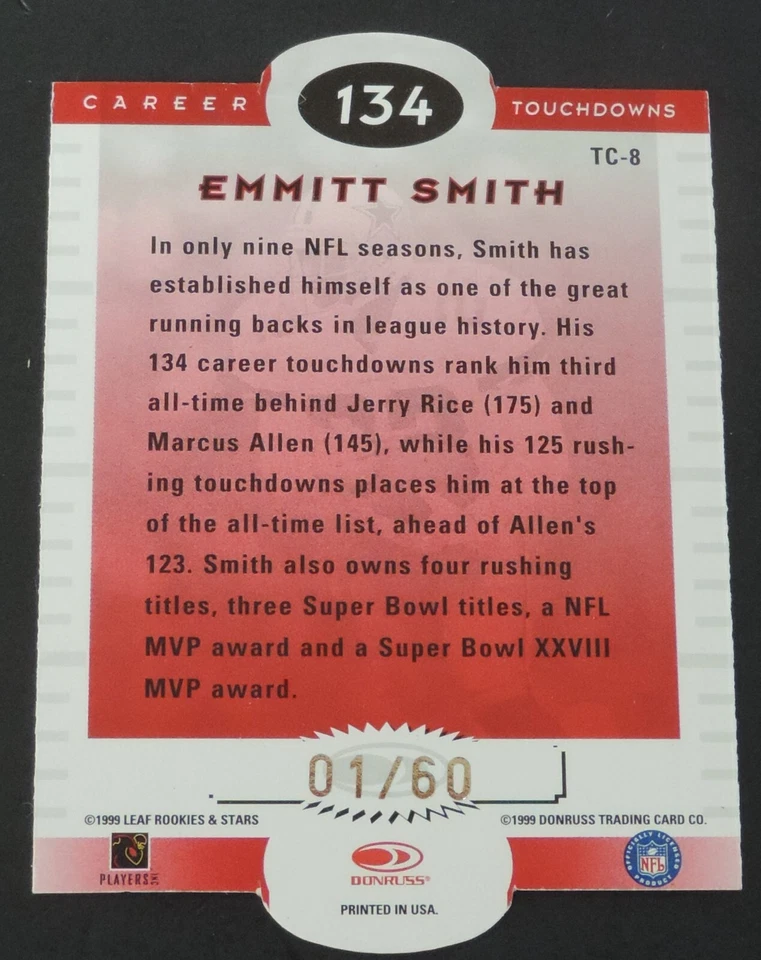 CAREER 134 TOUCHDOWNS
TC-8
EMMITT SMITH
In only nine NFL seasons, Smith has
established himself as one of the great
running backs in league history. His
134 career touchdowns rank him third
all-time behind Jerry Rice (175) and
Marcus Allen (145), while his 125 rush-
ing touchdowns places him at the top
of the all-time list, ahead of Allen's
123. Smith also owns four rushing
titles, three Super Bowl titles, a NFL
MVP award and a Super Bowl XXVIII
MVP award.
01/60
©1999 LEAF ROOKIES & STARS ©1999 DONRUSS TRADING CARD CO.
PLAYERS INC
DONRUSS®
OFFICIALLY LICENSED
NFL
PRODUCT
PRINTED IN USA.